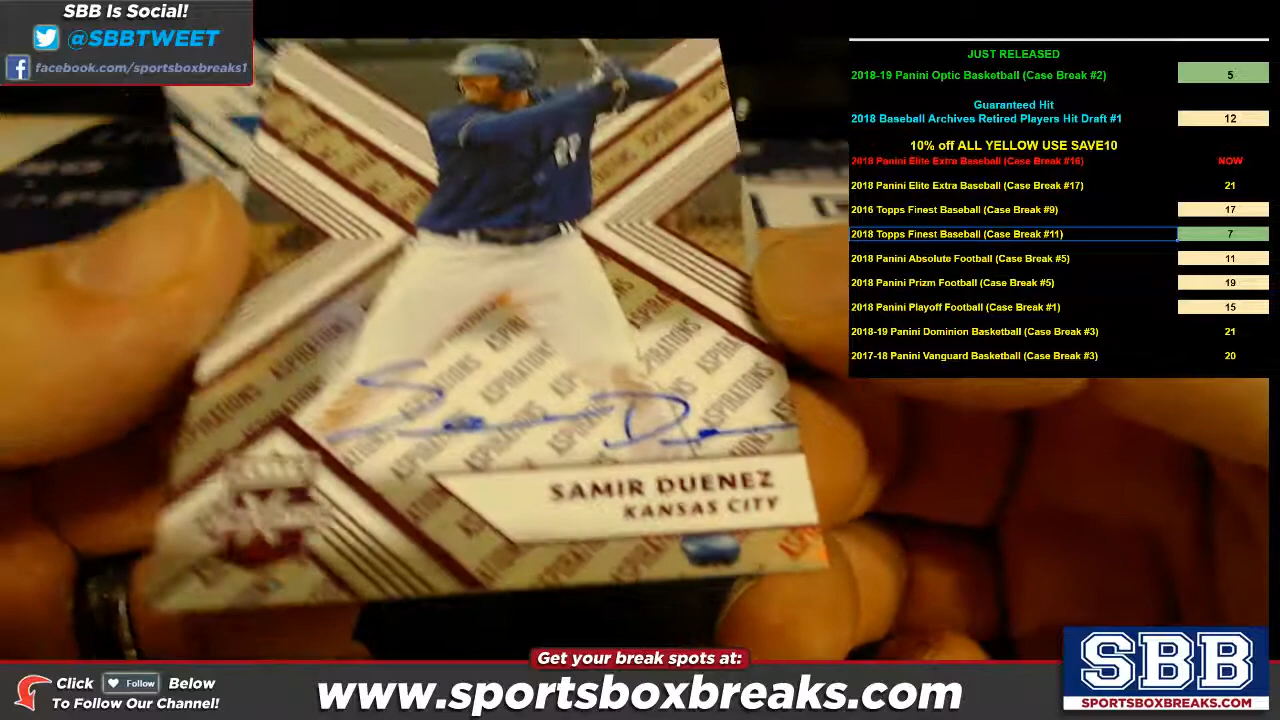 SBB Is Social!
@SBBTWEET
facebook.com/sportsboxbreaks1
JUST RELEASED
2018-19 Panini Optic Basketball (Case Break #2) 5
Guaranteed Hit
2018 Baseball Archives Retired Players Hit Draft #1 12
10% off ALL YELLOW USE SAVE10
2018 Panini Elite Extra Baseball (Case Break #16) NOW
2018 Panini Elite Extra Baseball (Case Break #17) 21
2016 Topps Finest Baseball (Case Break #9) 17
2018 Topps Finest Baseball (Case Break #11) 7
2018 Panini Absolute Football (Case Break #5) 11
2018 Panini Prizm Football (Case Break #5) 19
2018 Panini Playoff Football (Case Break #1) 15
2018-19 Panini Dominion Basketball (Case Break #3) 21
2017-18 Panini Vanguard Basketball (Case Break #3) 20
ASPIRATIONS
SAMIR DUENEZ
KANSAS CITY
Get your break spots at:
www.sportsboxbreaks.com
Click Follow Below
To Follow Our Channel!
SBB
SPORTSBOXBREAKS.COM